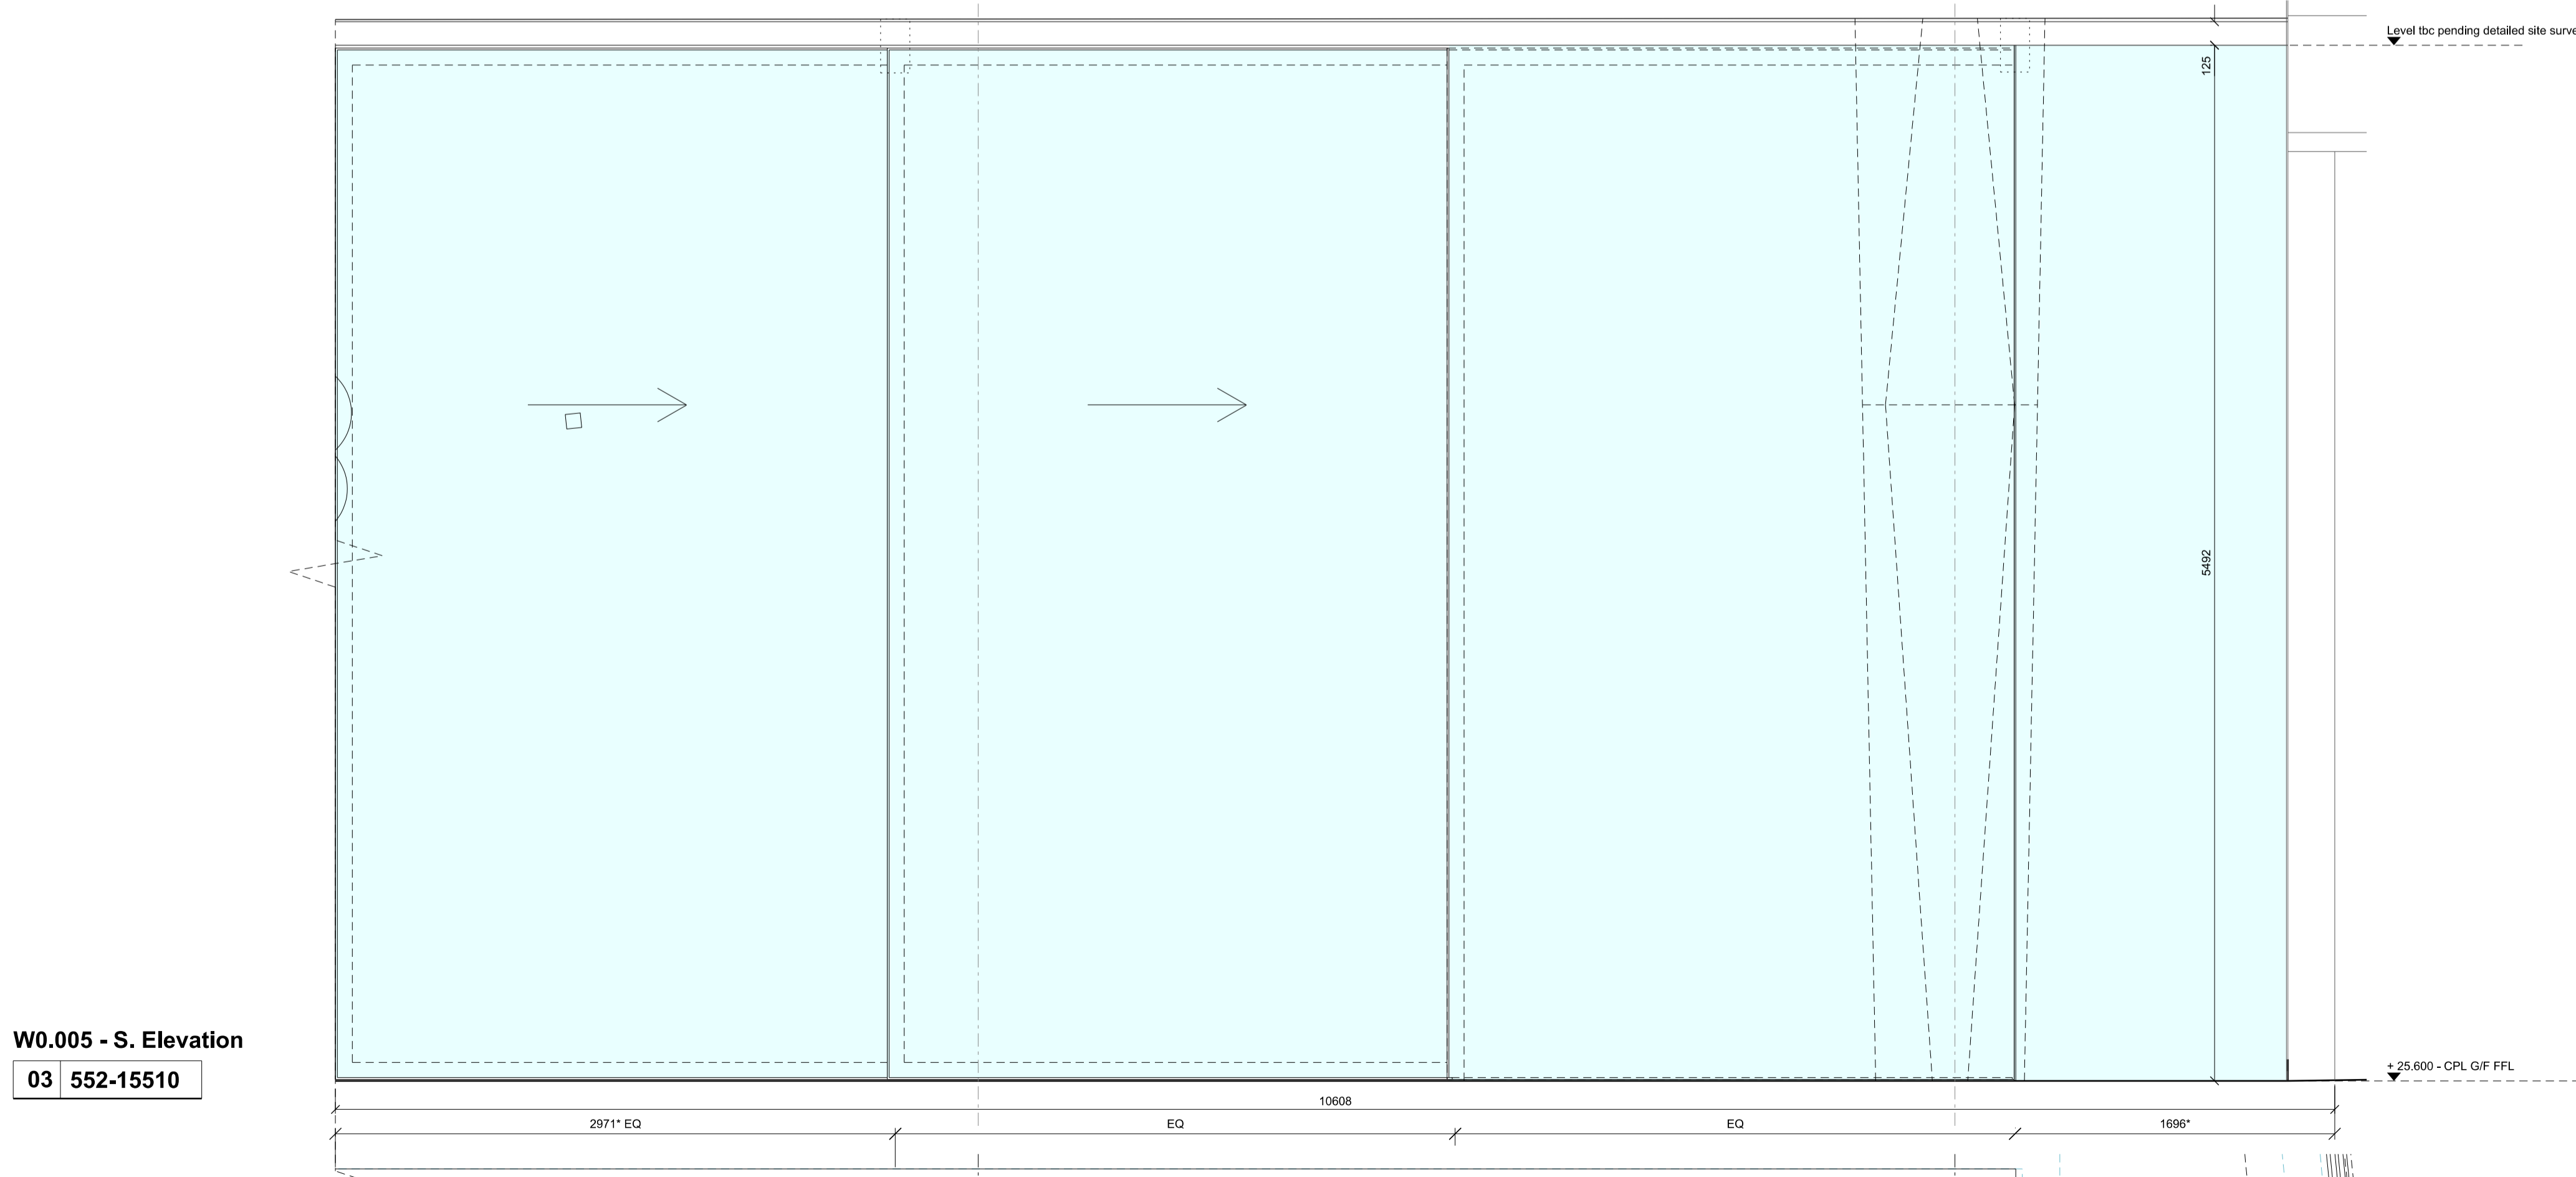 Level tbc pending detailed site surve
125
5492
W0.005 - S. Elevation
03 552-15510
+ 25.600 - CPL G/F FFL
10608
2971* EQ
EQ
EQ
1696*